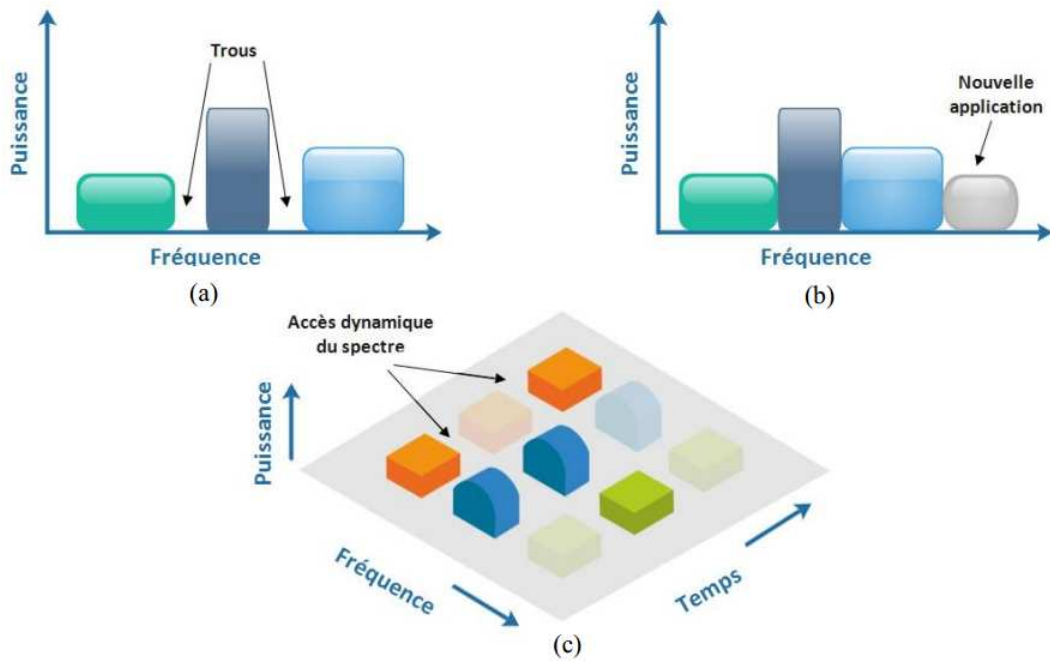 Puissance
Trous
Fréquence
(a)
Puissance
Nouvelle
application
Fréquence
(b)
Accès dynamique
du spectre
Puissance
Fréquence
Temps
(c)